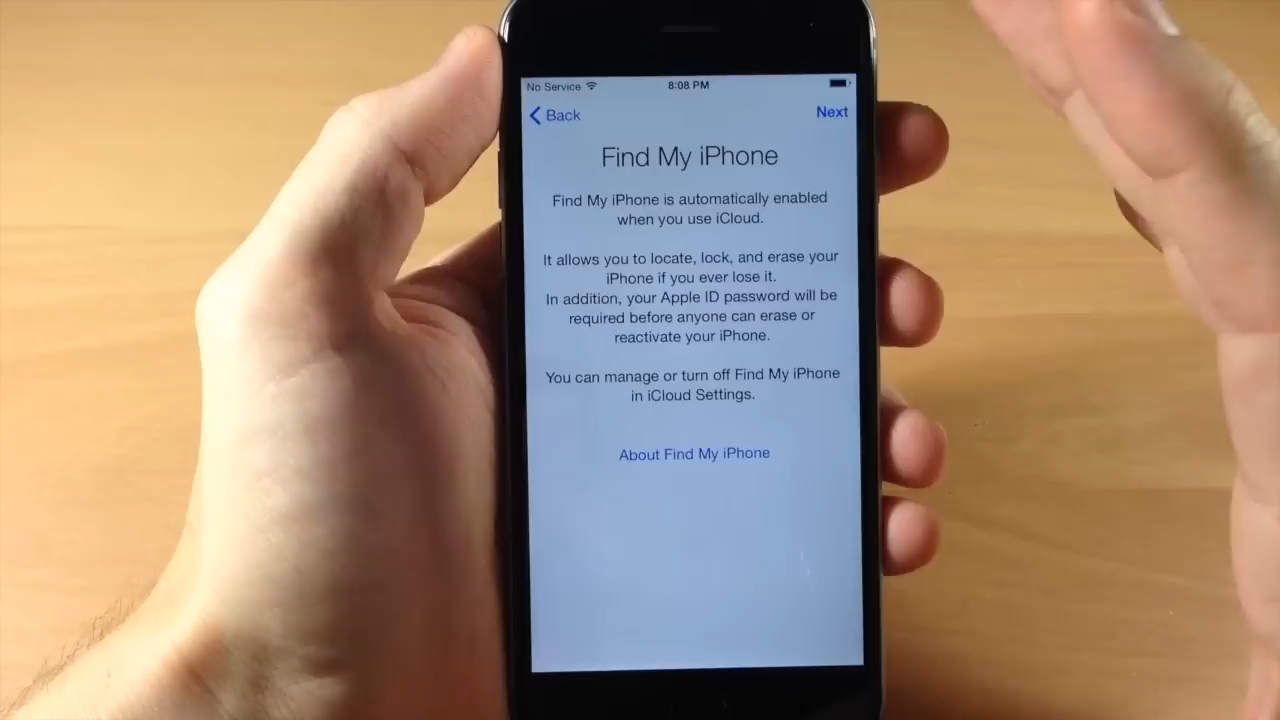 No Service
8:08 PM
Back
Next
Find My iPhone
Find My iPhone is automatically enabled
when you use iCloud.
It allows you to locate, lock, and erase your
iPhone if you ever lose it.
In addition, your Apple ID password will be
required before anyone can erase or
reactivate your iPhone.
You can manage or turn off Find My iPhone
in iCloud Settings.
About Find My iPhone